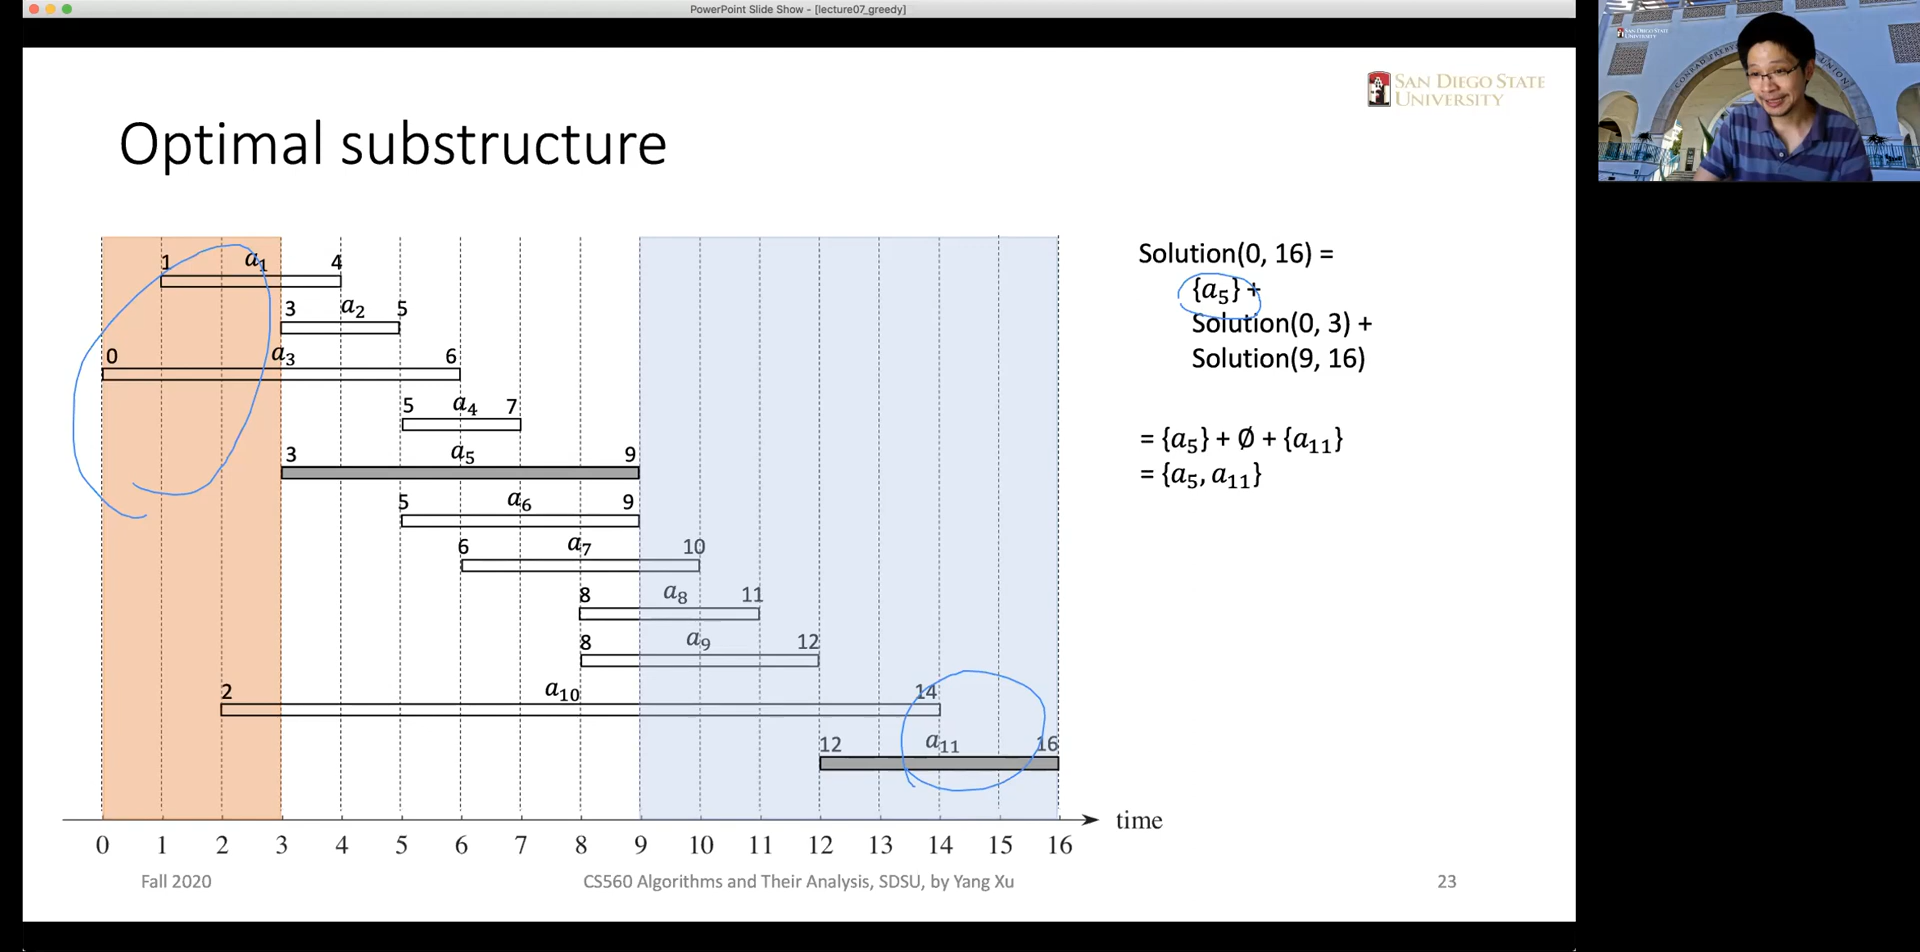 PowerPoint Slide Show - [lecture07_greedy]
SAN DIEGO STATE
UNIVERSITY
SAN DIEGO STATE
UNIVERSITY
Optimal substructure
1 a₁ 4
3 a₂ 5
0 a₃ 6
5 a₄ 7
3 a₅ 9
5 a₆ 9
6 a₇ 10
8 a₈ 11
8 a₉ 12
2 a₁₀ 14
12 a₁₁ 16
0 1 2 3 4 5 6 7 8 9 10 11 12 13 14 15 16
time
Solution(0, 16) =
{a₅} +
Solution(0, 3) +
Solution(9, 16)
= {a₅} + Ø + {a₁₁}
= {a₅, a₁₁}
Fall 2020
CS560 Algorithms and Their Analysis, SDSU, by Yang Xu
23